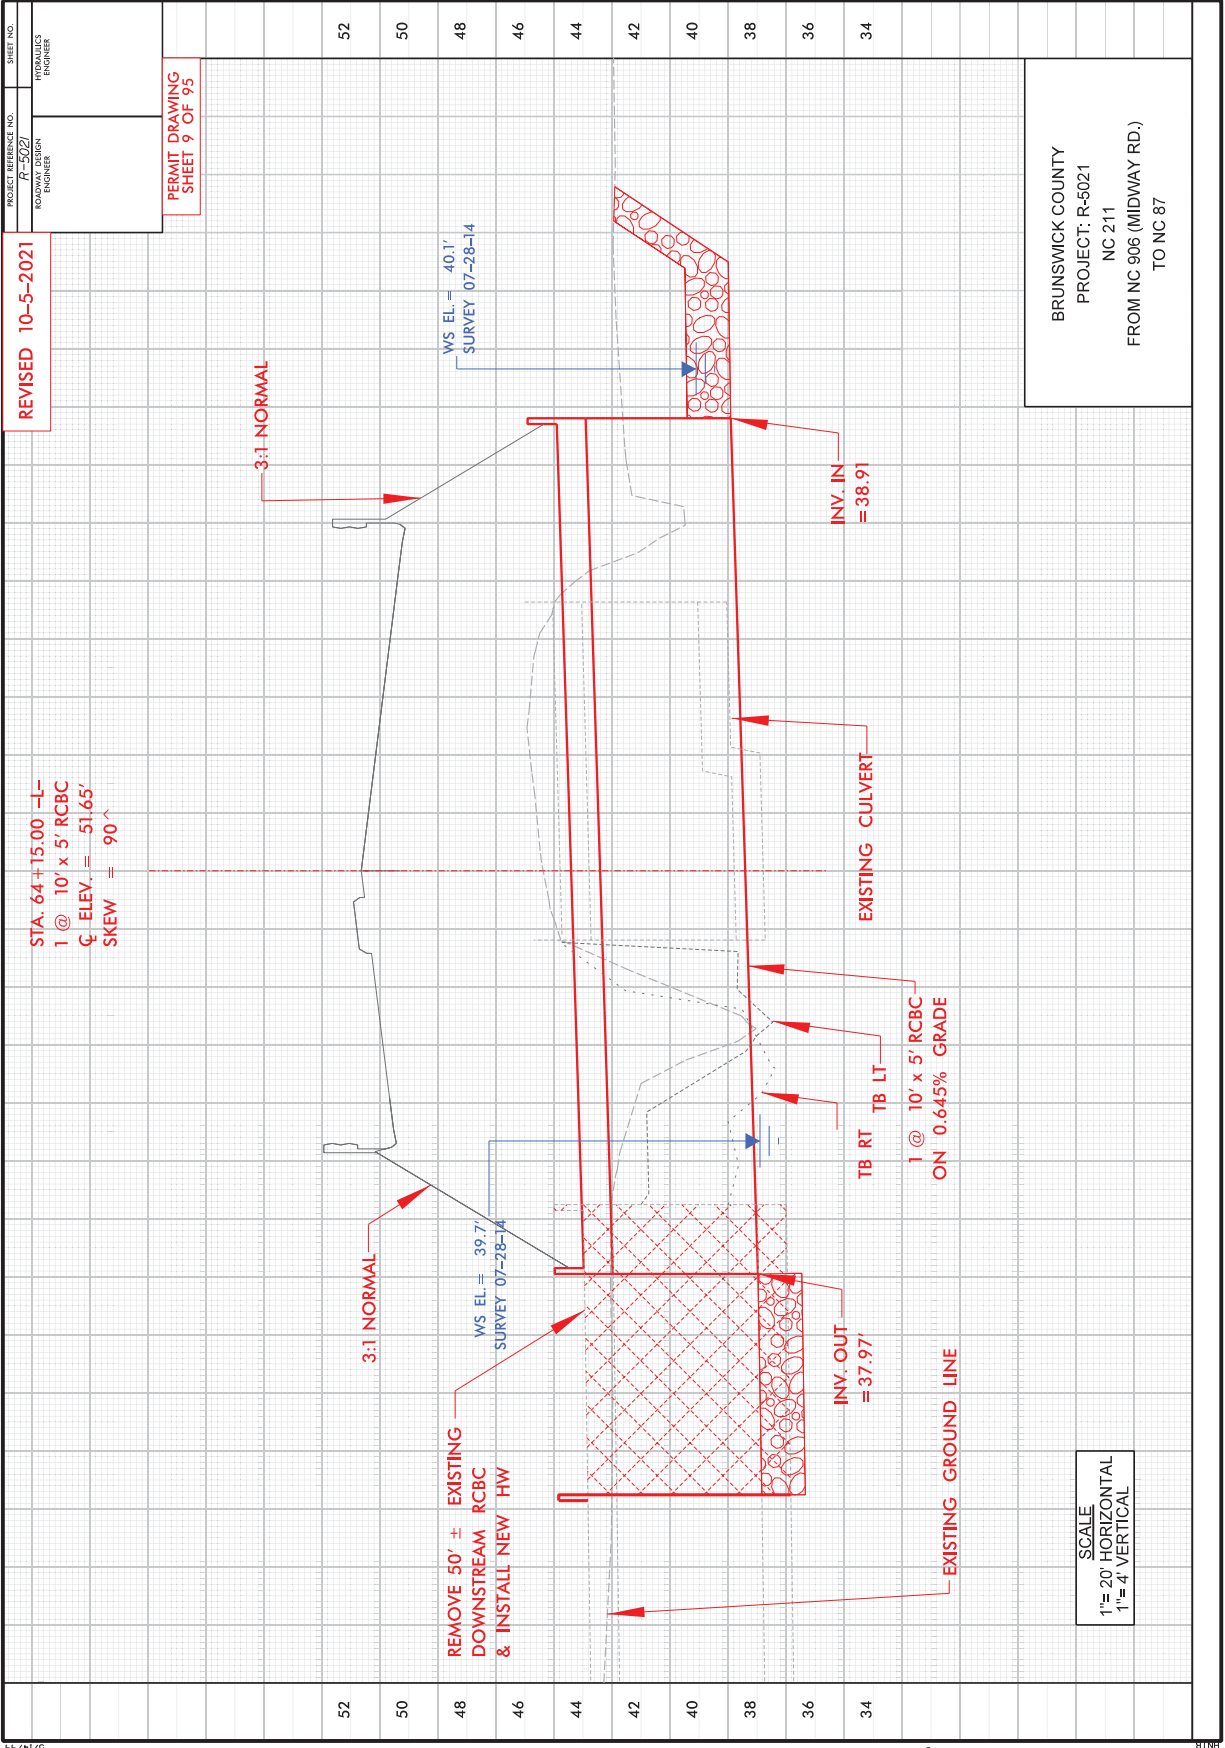 PROJECT REFERENCE NO.
SHEET NO.
R-5021
ROADWAY DESIGN
ENGINEER
HYDRAULICS
ENGINEER
REVISED 10-5-2021
PERMIT DRAWING
SHEET 9 OF 95
STA. 64+15.00 -L-
1 @ 10' x 5' RCBC
℄ ELEV. = 51.65'
SKEW = 90^
52
50
48
46
44
42
40
38
36
34
3:1 NORMAL
3:1 NORMAL
WS EL. = 40.1'
SURVEY 07-28-14
WS EL. = 39.7'
SURVEY 07-28-14
REMOVE 50' ± EXISTING
DOWNSTREAM RCBC
& INSTALL NEW HW
INV. IN
= 38.91
INV. OUT
= 37.97'
EXISTING CULVERT
TB RT
TB LT
1 @ 10' x 5' RCBC
ON 0.645% GRADE
EXISTING GROUND LINE
52
50
48
46
44
42
40
38
36
34
SCALE
1"= 20' HORIZONTAL
1"= 4' VERTICAL
BRUNSWICK COUNTY
PROJECT: R-5021
NC 211
FROM NC 906 (MIDWAY RD.)
TO NC 87